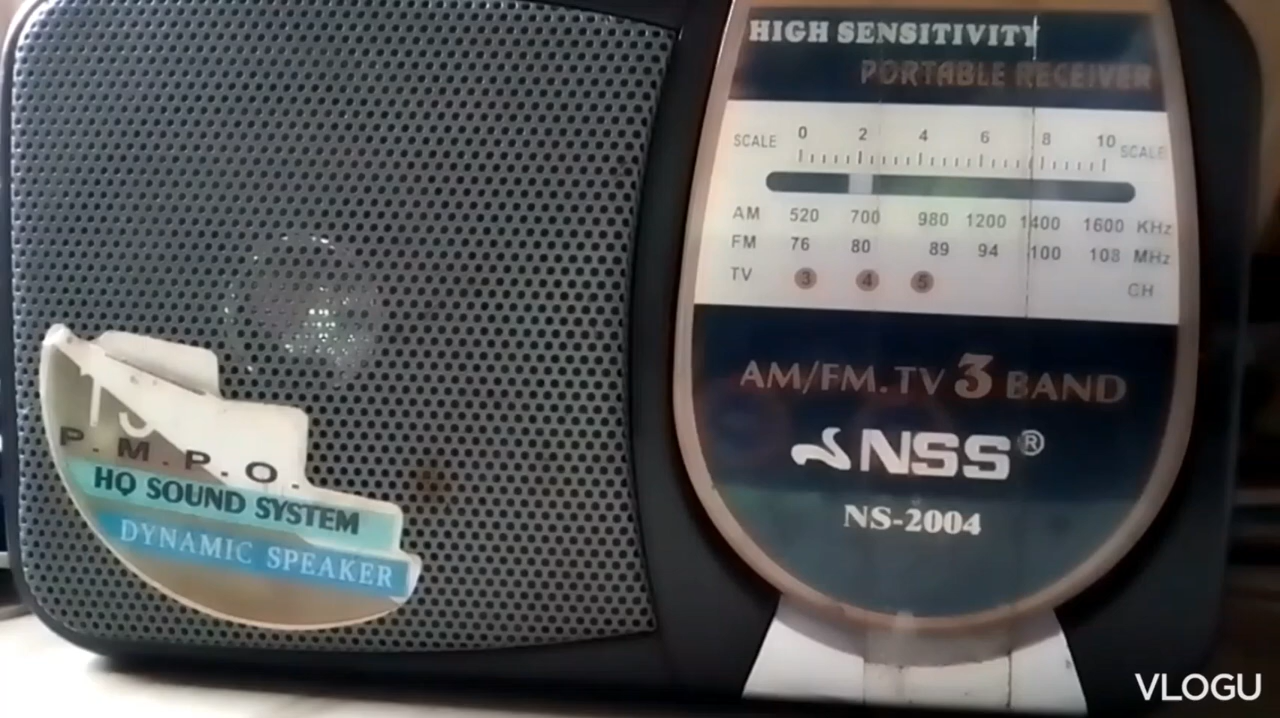 HIGH SENSITIVITY
PORTABLE RECEIVER
SCALE 0 2 4 6 8 10 SCALE
AM 520 700 980 1200 1400 1600 KHz
FM 76 80 89 94 100 108 MHz
TV 3 4 5 CH
AM/FM.TV 3 BAND
NSS®
NS-2004
P.M.P.O.
HQ SOUND SYSTEM
DYNAMIC SPEAKER
VLOGU